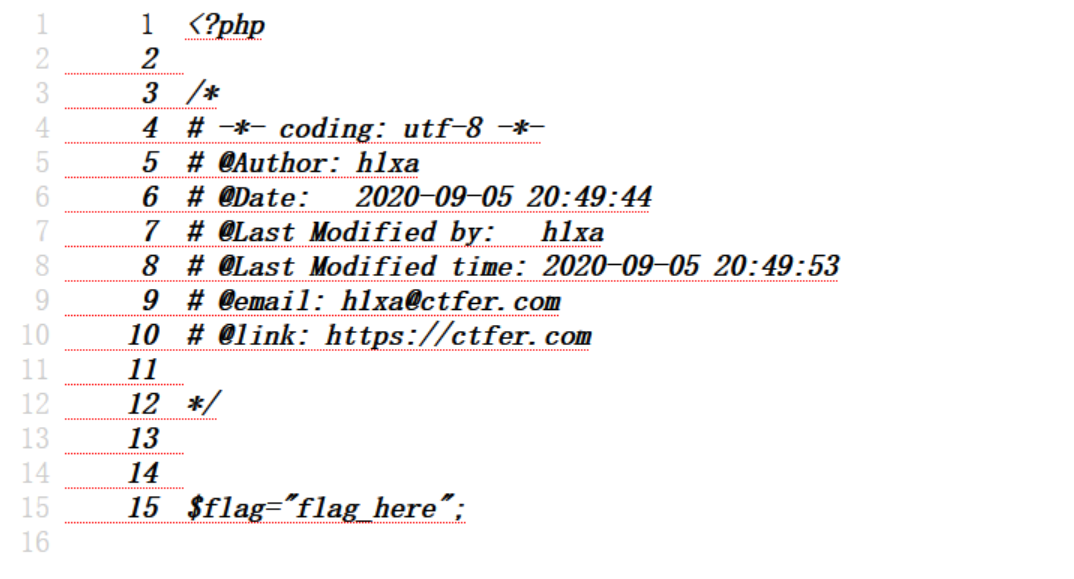 1 1 <?php
2 2
3 3 /*
4 4 # -*- coding: utf-8 -*-
5 5 # @Author: h1xa
6 6 # @Date:   2020-09-05 20:49:44
7 7 # @Last Modified by:   h1xa
8 8 # @Last Modified time: 2020-09-05 20:49:53
9 9 # @email: h1xa@ctfer.com
10 10 # @link: https://ctfer.com
11 11
12 12 */
13 13
14 14
15 15 $flag="flag_here";
16